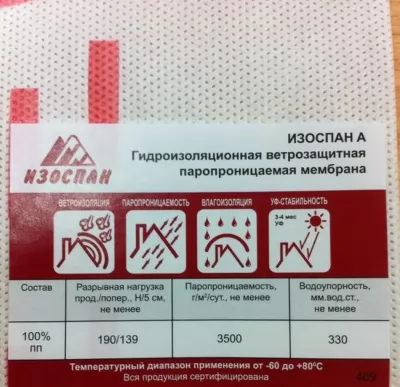 ИЗОСПАН А
Гидроизоляционная ветрозащитная
паропроницаемая мембрана
ИЗОСПАН
ВЕТРОИЗОЛЯЦИЯ
ПАРОПРОНИЦАЕМОСТЬ
ВЛАГОИЗОЛЯЦИЯ
УФ-СТАБИЛЬНОСТЬ
3-4 мес
УФ
Состав
Разрывная нагрузка
прод./попер., Н/5 см,
не менее
Паропроницаемость,
г/м²/сут., не менее
Водоупорность,
мм.вод.ст.,
не менее
100%
пп
190/139
3500
330
Температурный диапазон применения от -60 до +80°С
Вся продукция сертифицирована